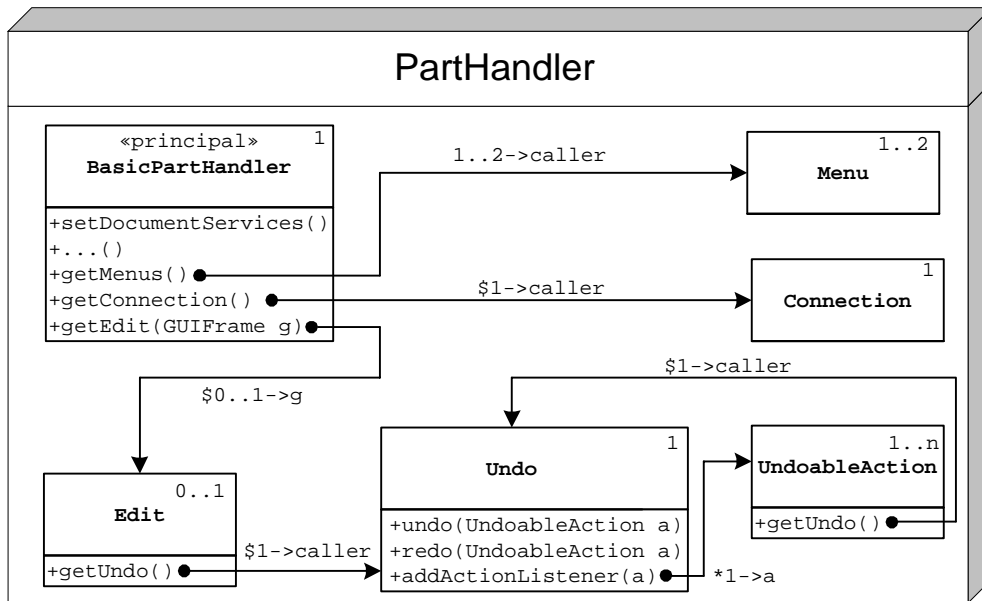 PartHandler
«principal» 1
BasicPartHandler
+setDocumentServices()
+...()
+getMenus()
+getConnection()
+getEdit(GUIFrame g)
1..2->caller
1..2
Menu
$1->caller
1
Connection
$0..1->g
$1->caller
0..1
Edit
+getUndo()
$1->caller
1
Undo
+undo(UndoableAction a)
+redo(UndoableAction a)
+addActionListener(a)
*1->a
1..n
UndoableAction
+getUndo()